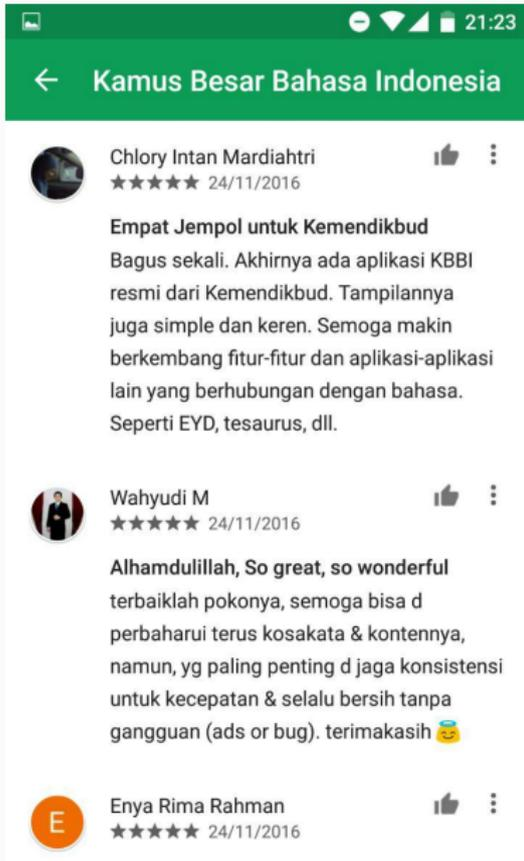 21:23
Kamus Besar Bahasa Indonesia
Chlory Intan Mardiahtri
★★★★★ 24/11/2016
Empat Jempol untuk Kemendikbud
Bagus sekali. Akhirnya ada aplikasi KBBI
resmi dari Kemendikbud. Tampilannya
juga simple dan keren. Semoga makin
berkembang fitur-fitur dan aplikasi-aplikasi
lain yang berhubungan dengan bahasa.
Seperti EYD, tesaurus, dll.
Wahyudi M
★★★★★ 24/11/2016
Alhamdulillah, So great, so wonderful
terbaiklah pokonya, semoga bisa d
perbaharui terus kosakata & kontennya,
namun, yg paling penting d jaga konsistensi
untuk kecepatan & selalu bersih tanpa
gangguan (ads or bug). terimakasih 😇
E
Enya Rima Rahman
★★★★★ 24/11/2016